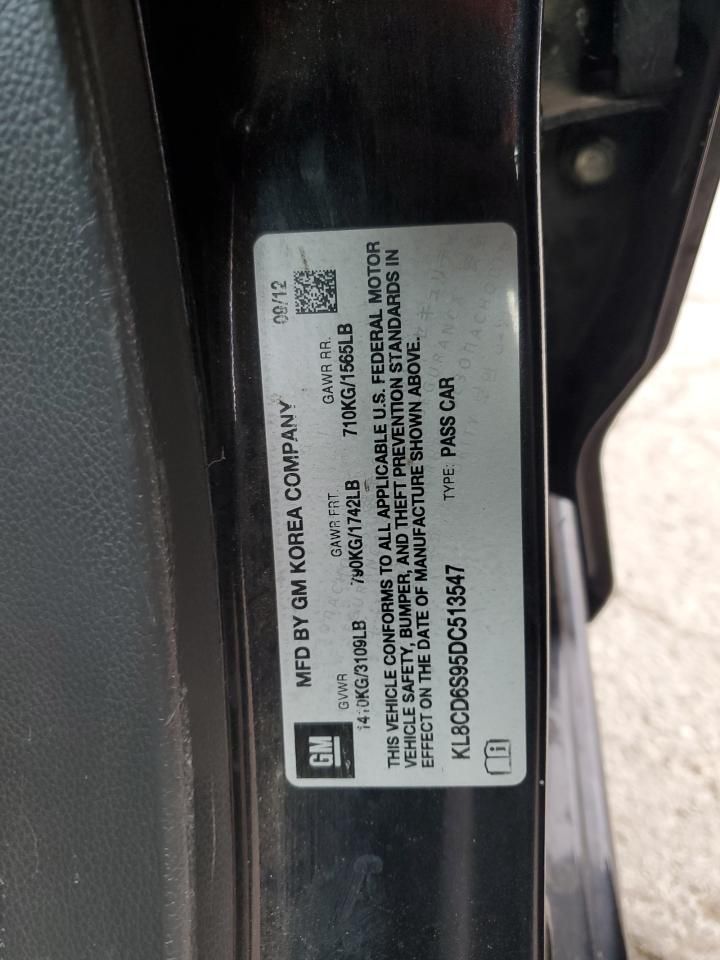 GM
MFD BY GM KOREA COMPANY 09/12
GVWR GAWR FRT. GAWR RR.
1410KG/3109LB 790KG/1742LB 710KG/1565LB
THIS VEHICLE CONFORMS TO ALL APPLICABLE U.S. FEDERAL MOTOR
VEHICLE SAFETY, BUMPER, AND THEFT PREVENTION STANDARDS IN
EFFECT ON THE DATE OF MANUFACTURE SHOWN ABOVE.
KL8CD6S95DC513547 TYPE: PASS CAR